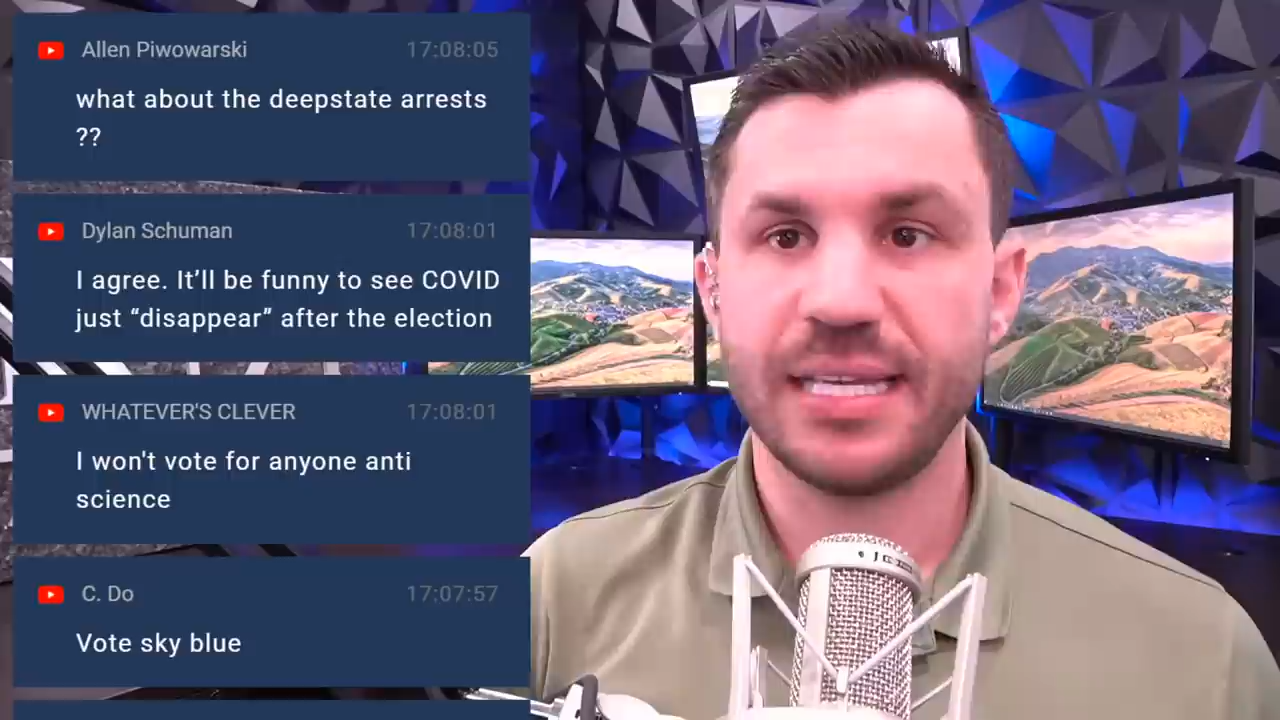 Allen Piwowarski 17:08:05
what about the deepstate arrests
??
Dylan Schuman 17:08:01
I agree. It’ll be funny to see COVID
just “disappear” after the election
WHATEVER'S CLEVER 17:08:01
I won't vote for anyone anti
science
C. Do 17:07:57
Vote sky blue